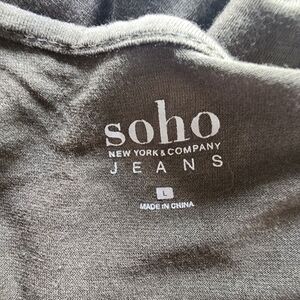 soho
NEW YORK & COMPANY
JEANS
L
MADE IN CHINA